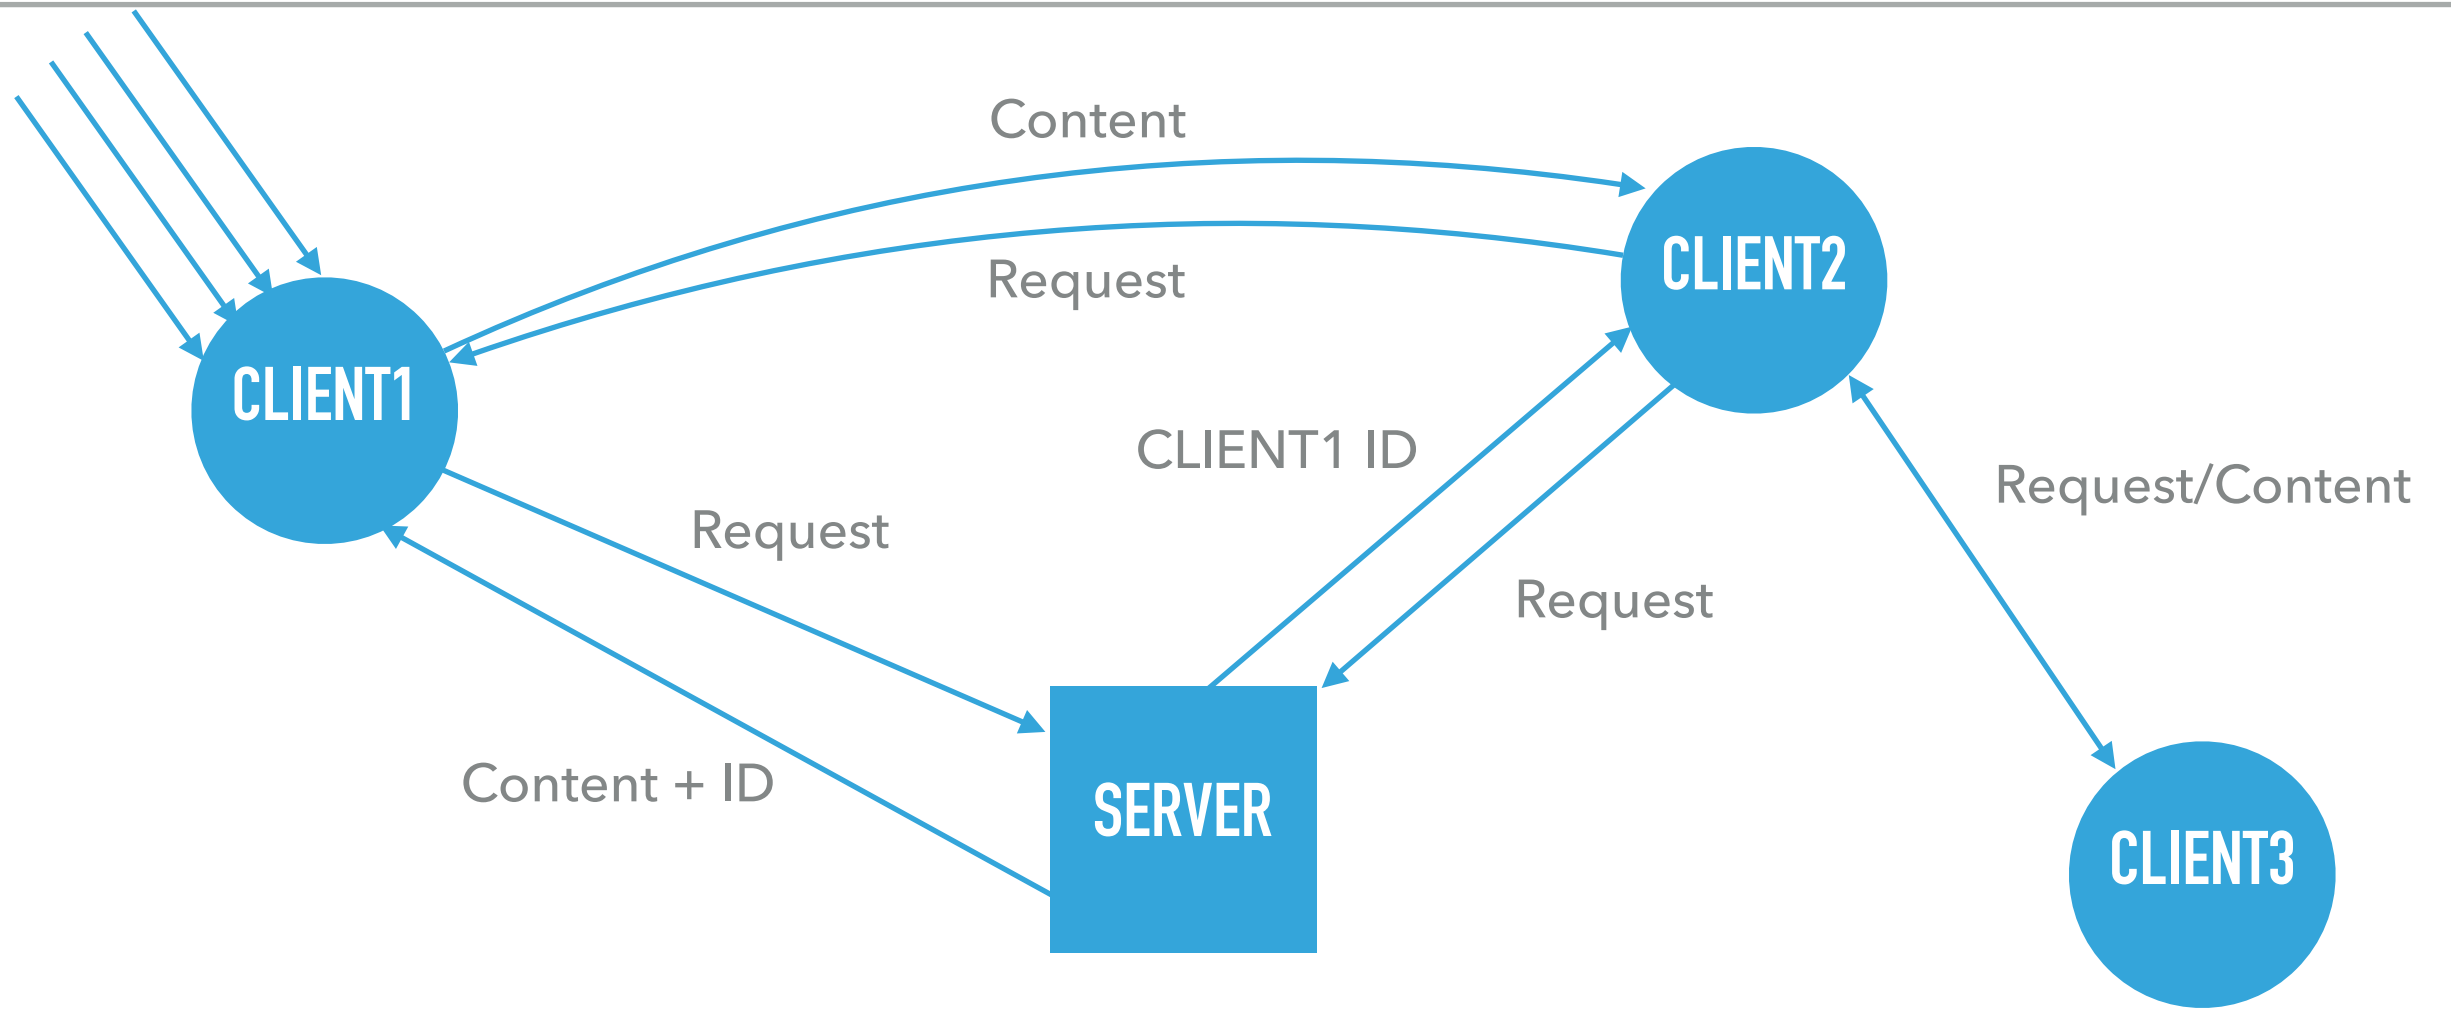 Content
CLIENT2
Request
CLIENT1
CLIENT1 ID
Request/Content
Request
Request
Content + ID
SERVER
CLIENT3